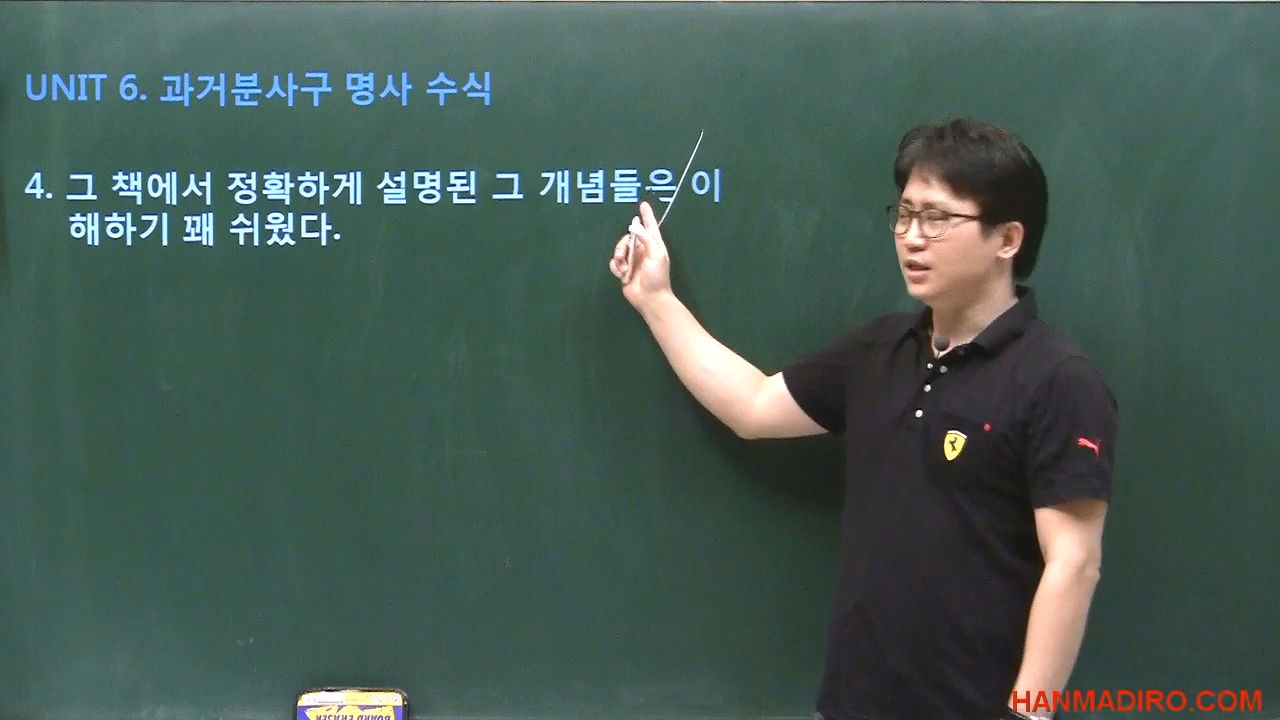 UNIT 6. 과거분사구 명사 수식
4. 그 책에서 정확하게 설명된 그 개념들은 이
해하기 꽤 쉬웠다.
BOARD ERASER
HANMADIRO.COM